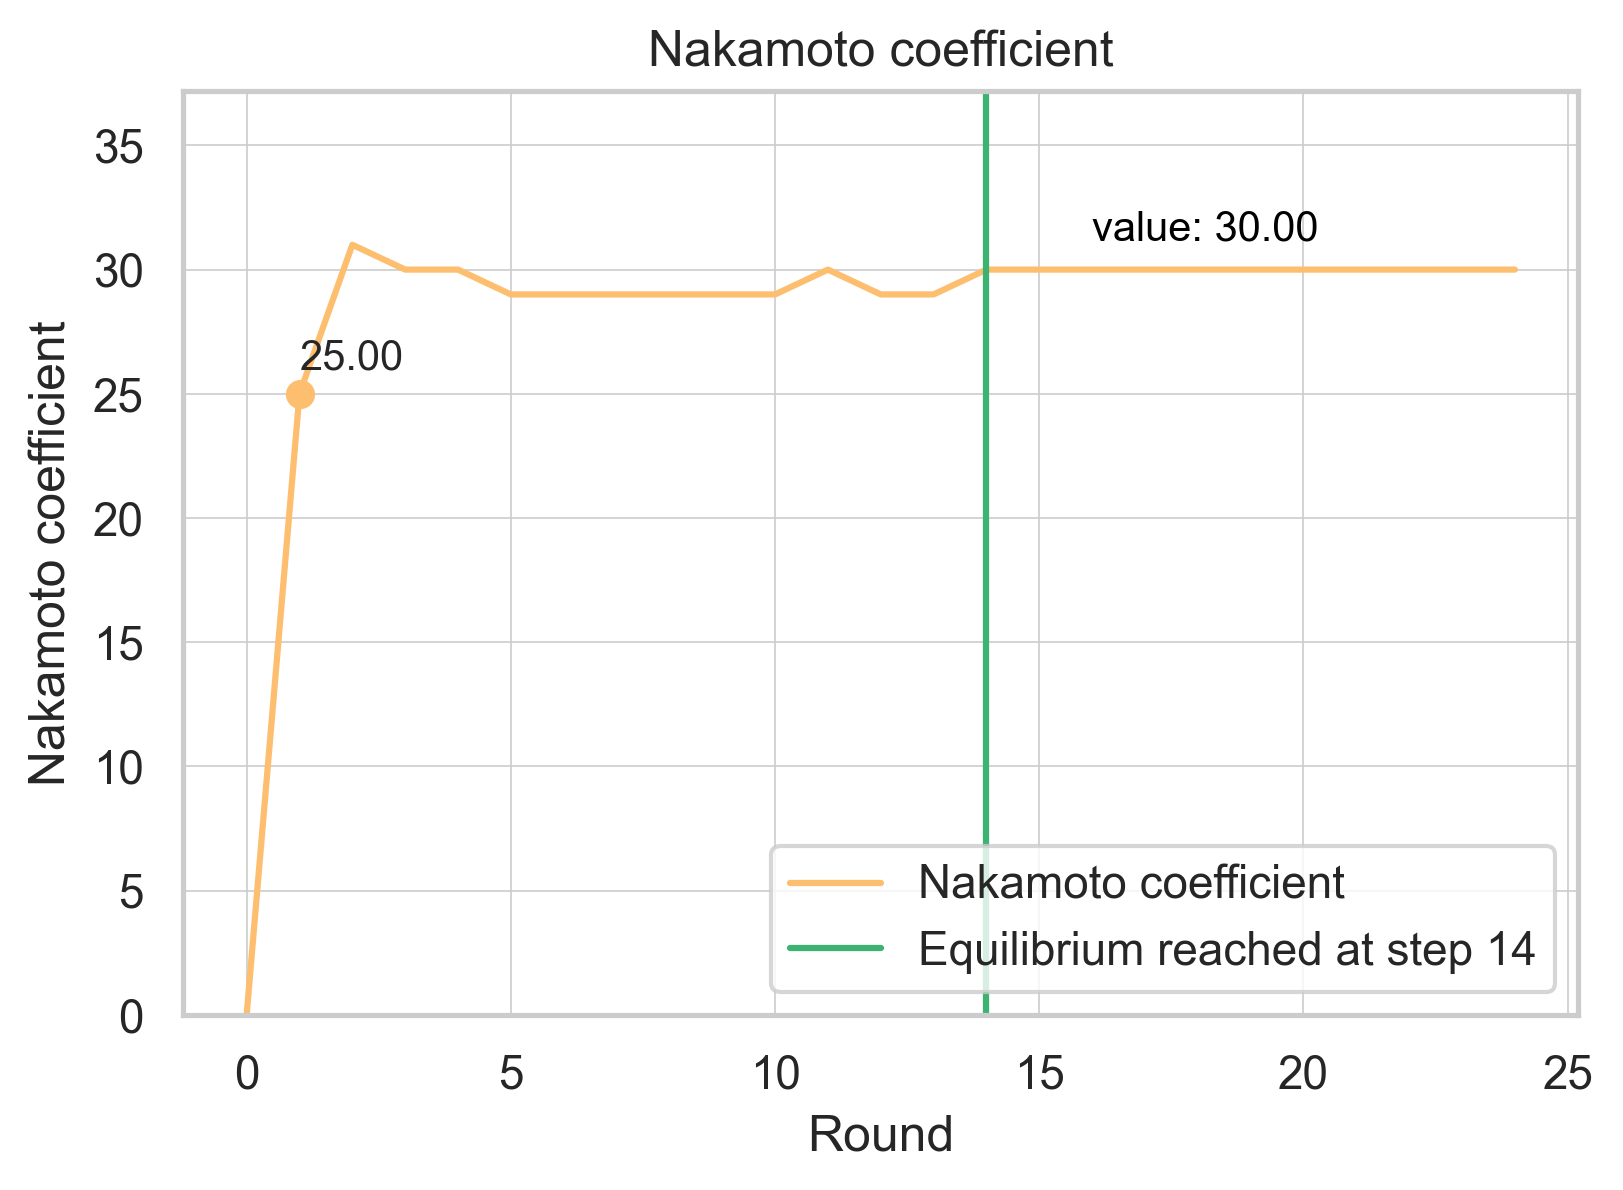 Nakamoto coefficient
Nakamoto coefficient
35
30
25
20
15
10
5
0
value: 30.00
25.00
Nakamoto coefficient
Equilibrium reached at step 14
0 5 10 15 20 25
Round